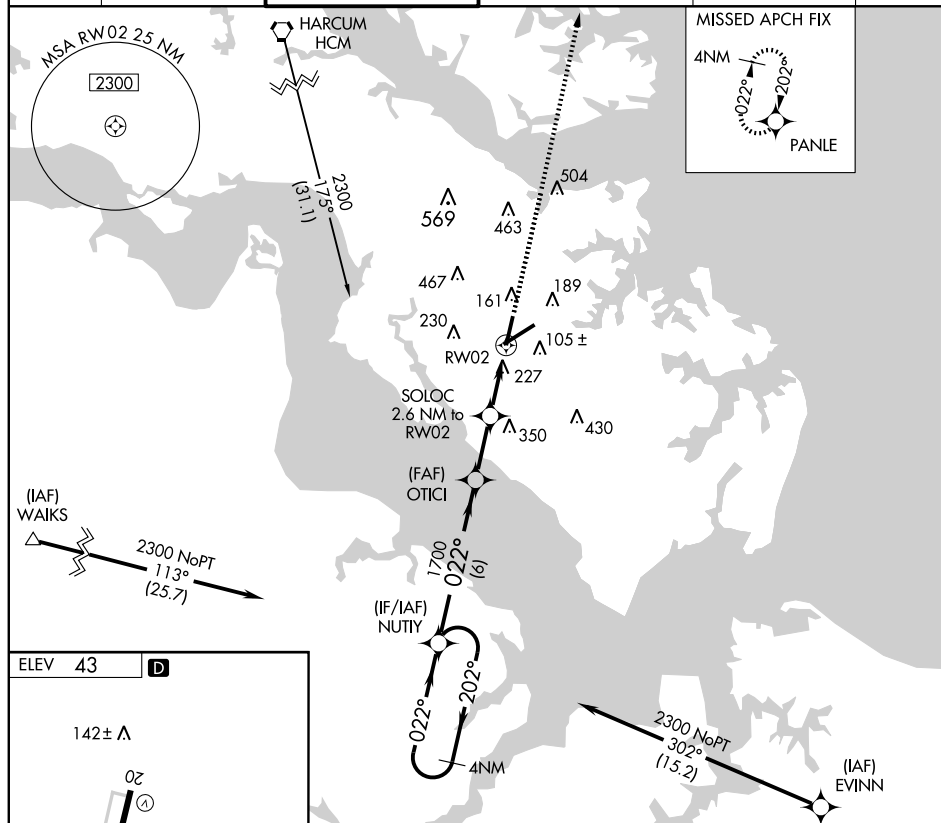 HARCUM
HCM
MSA RW02 25 NM
2300
MISSED APCH FIX
4NM
022°
202°
PANLE
2300
175°
(31.1)
504
569
463
467
161
189
230
105 ±
RW02
227
SOLOC
2.6 NM to
RW02
350
430
(FAF)
OTICI
(IAF)
WAIKS
2300 NoPT
113°
(25.7)
1700
022°
(6)
(IF/IAF)
NUTIY
022°
202°
4NM
2300 NoPT
302°
(15.2)
(IAF)
EVINN
ELEV 43 D
142 ±
20
V